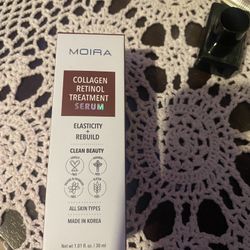 MOIRA
COLLAGEN
RETINOL
TREATMENT
SERUM
ELASTICITY
+
REBUILD
CLEAN BEAUTY
ALL SKIN TYPES
MADE IN KOREA
Net wt 1.01 fl. oz. / 30 ml